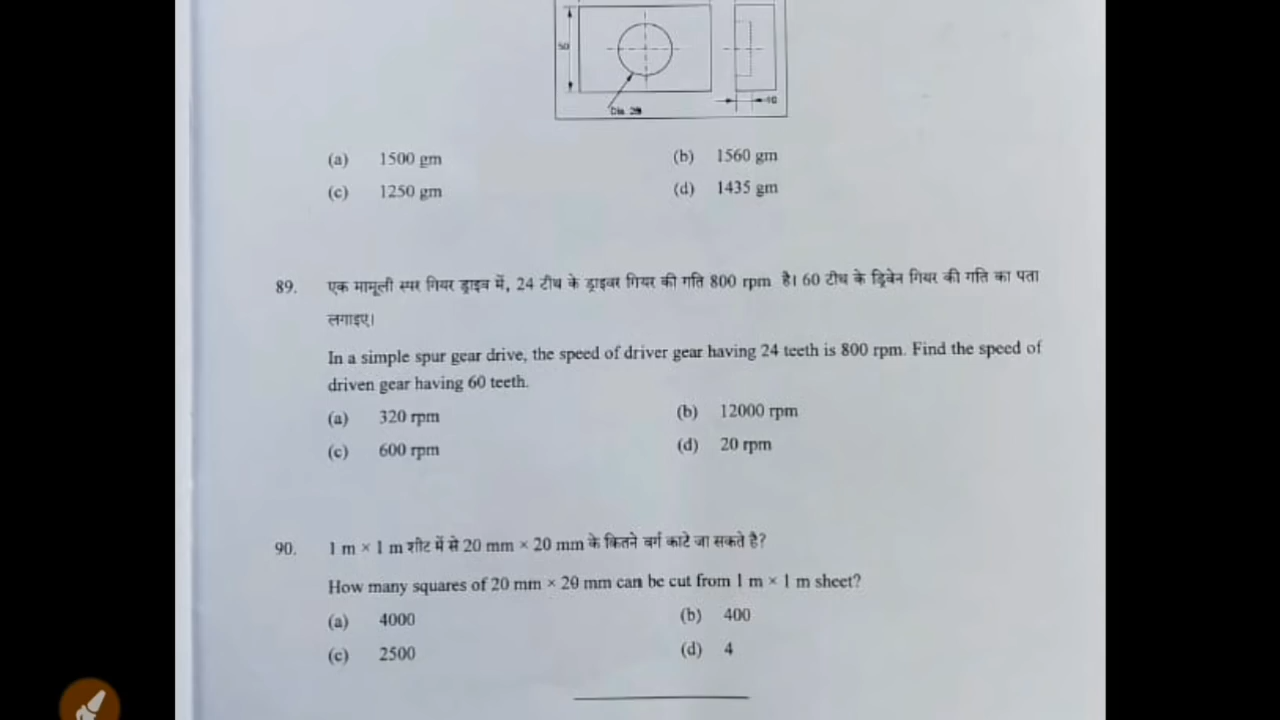 50
10
Dia.
(a) 1500 gm (b) 1560 gm
(c) 1250 gm (d) 1435 gm
89. एक मामूली स्पर गियर ड्राइव में, 24 टीथ के ड्राइवर गियर की गति 800 rpm है। 60 टीथ के ड्रिवेन गियर की गति का पता
लगाइए।
In a simple spur gear drive, the speed of driver gear having 24 teeth is 800 rpm. Find the speed of
driven gear having 60 teeth.
(a) 320 rpm (b) 12000 rpm
(c) 600 rpm (d) 20 rpm
90. 1 m × 1 m शीट में से 20 mm × 20 mm के कितने वर्ग काटे जा सकते है?
How many squares of 20 mm × 20 mm can be cut from 1 m × 1 m sheet?
(a) 4000 (b) 400
(c) 2500 (d) 4